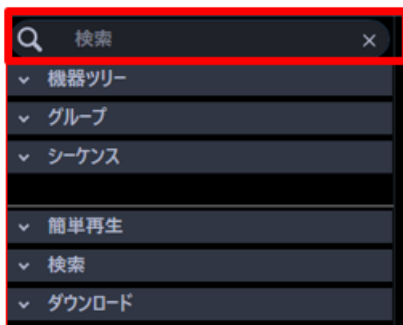 検索
機器ツリー
グループ
シーケンス
簡単再生
検索
ダウンロード